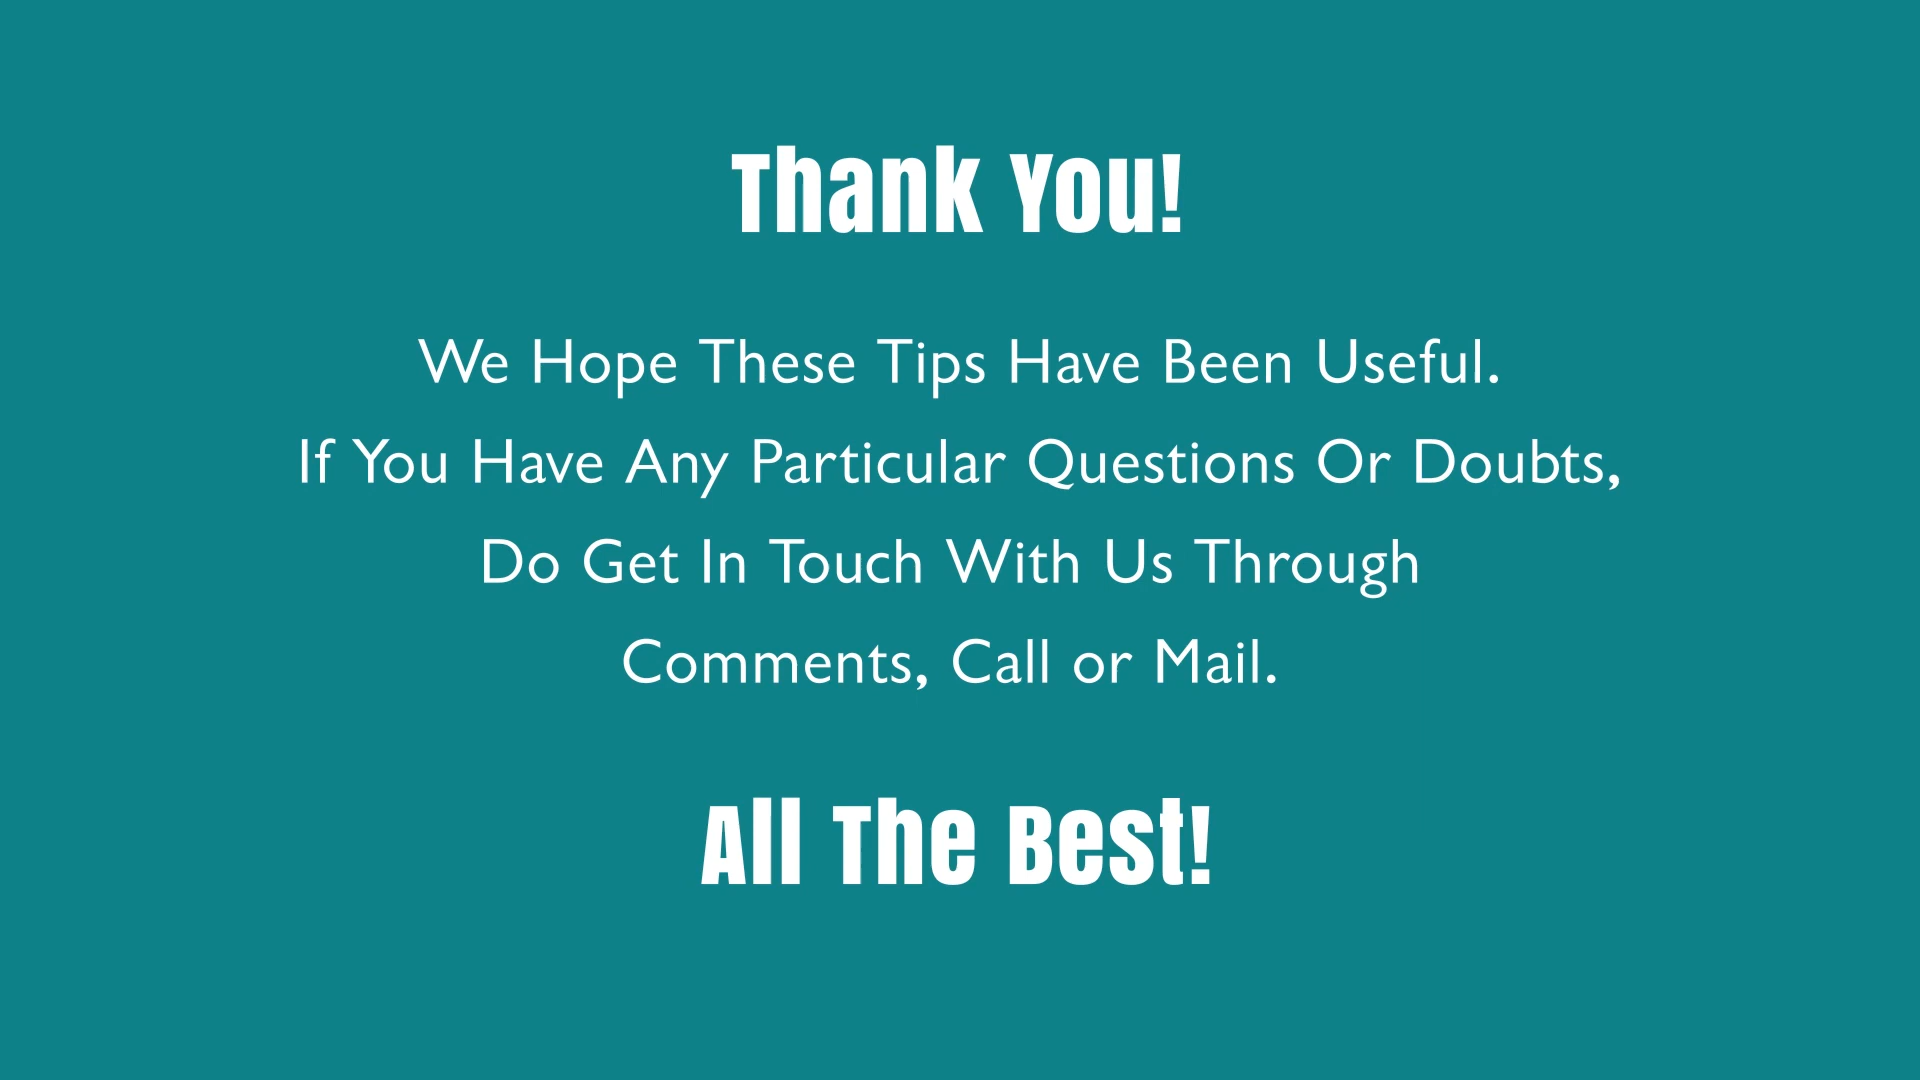 Thank You!
We Hope These Tips Have Been Useful.
If You Have Any Particular Questions Or Doubts,
Do Get In Touch With Us Through
Comments, Call or Mail.
All The Best!